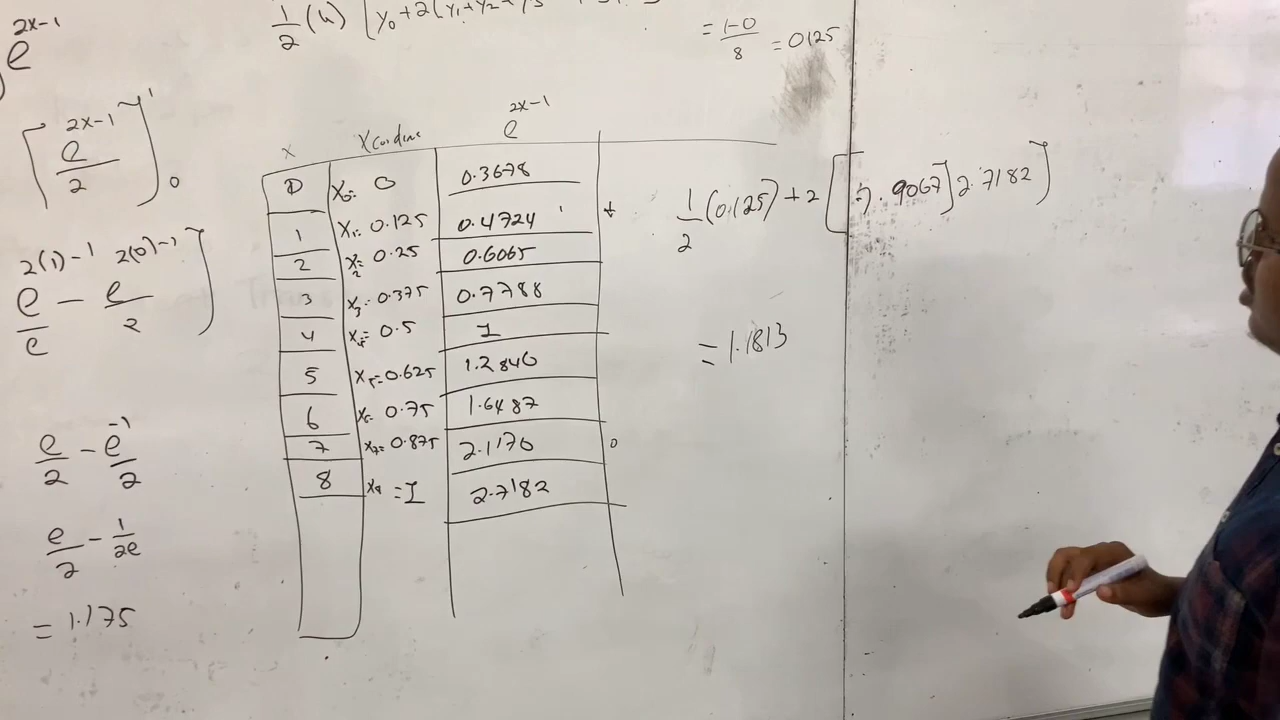 e^{2x-1}
[e^{2x-1}/2]^1_0
e^{2(1)-1}/e - e^{2(0)-1}/2]
e/2 - e^{-1}/2
e/2 - 1/2e
= 1.175
1/2 (h) [y0 + 2(y1 + y2 +
= 1-0/8 = 0125
x e^{2x-1}
0 X0= 0 0.3678
1 X1= 0.125 0.4724
2 X2= 0.25 0.6065
3 X3= 0.375 0.7788
4 X4= 0.5 1
5 X5= 0.625 1.2840
6 X6= 0.75 1.6487
7 X7= 0.875 2.1170
8 X8 = 1 2.7182
1/2 (0.125) + 2 [ .9067] 2.7182]
= 1.1813